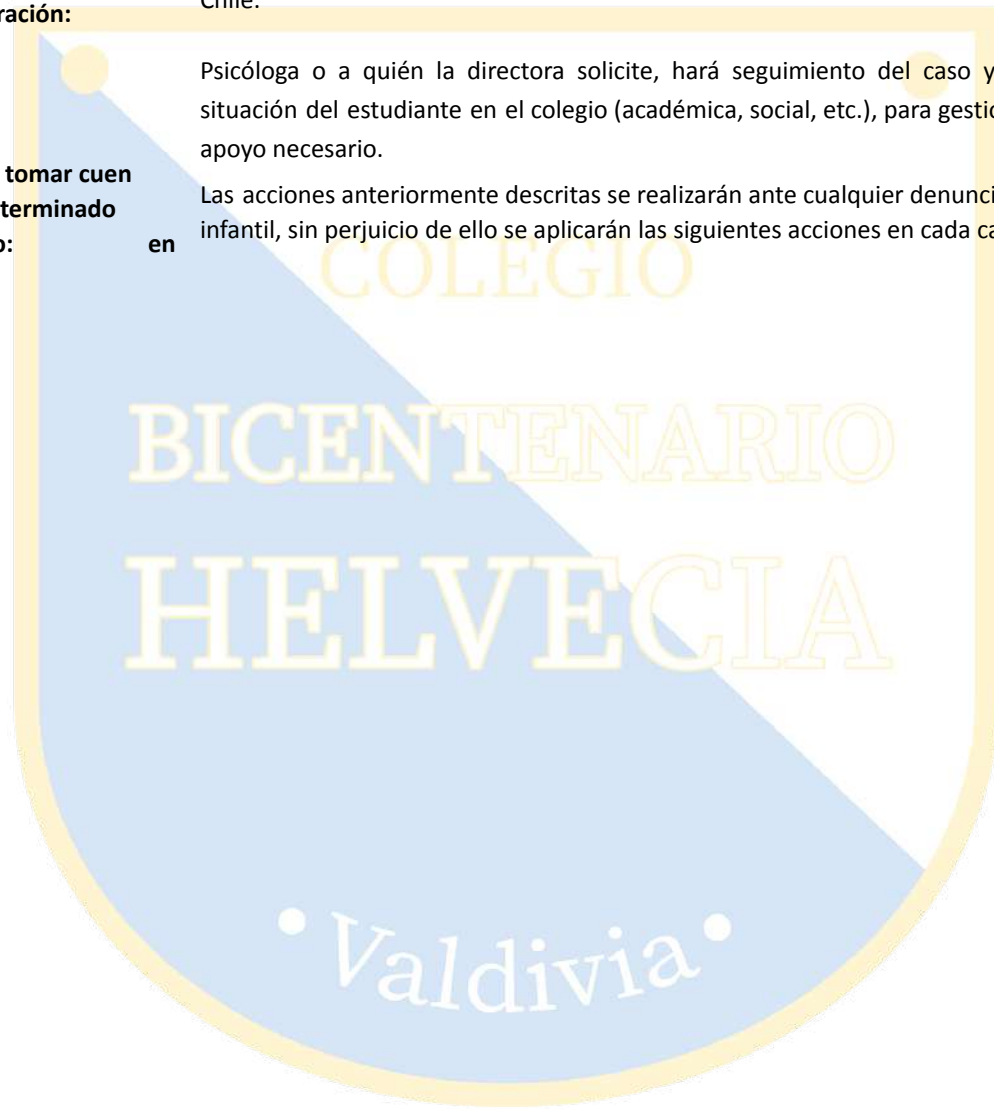 ración:
Chile.
Psicóloga o a quién la directora solicite, hará seguimiento del caso y
situación del estudiante en el colegio (académica, social, etc.), para gestio
apoyo necesario.
tomar cuen
terminado
o: en
Las acciones anteriormente descritas se realizarán ante cualquier denunci
infantil, sin perjuicio de ello se aplicarán las siguientes acciones en cada ca
COLEGIO
BICENTENARIO
HELVECIA
• Valdivia •